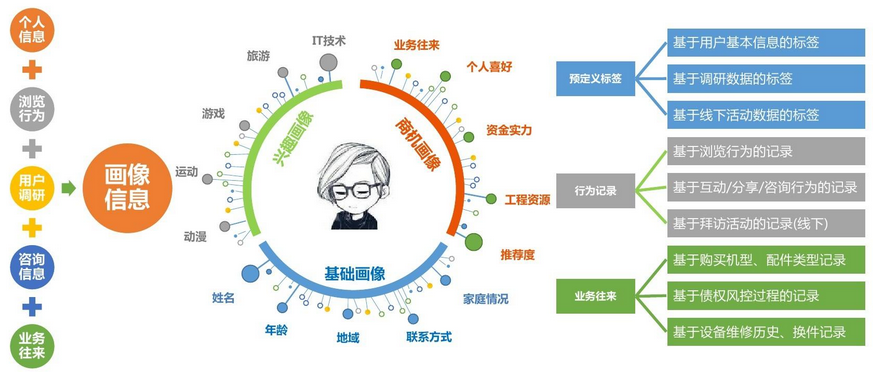 个人
信息
浏览
行为
用户
调研
咨询
信息
业务
往来
画像
信息
IT技术
旅游
游戏
运动
动漫
兴趣画像
业务往来
个人喜好
资金实力
工程资源
推荐度
商机画像
基础画像
姓名
年龄
地域
联系方式
家庭情况
预定义标签
基于用户基本信息的标签
基于调研数据的标签
基于线下活动数据的标签
行为记录
基于浏览行为的记录
基于互动/分享/咨询行为的记录
基于拜访活动的记录(线下)
业务往来
基于购买机型、配件类型记录
基于债权风控过程的记录
基于设备维修历史、换件记录